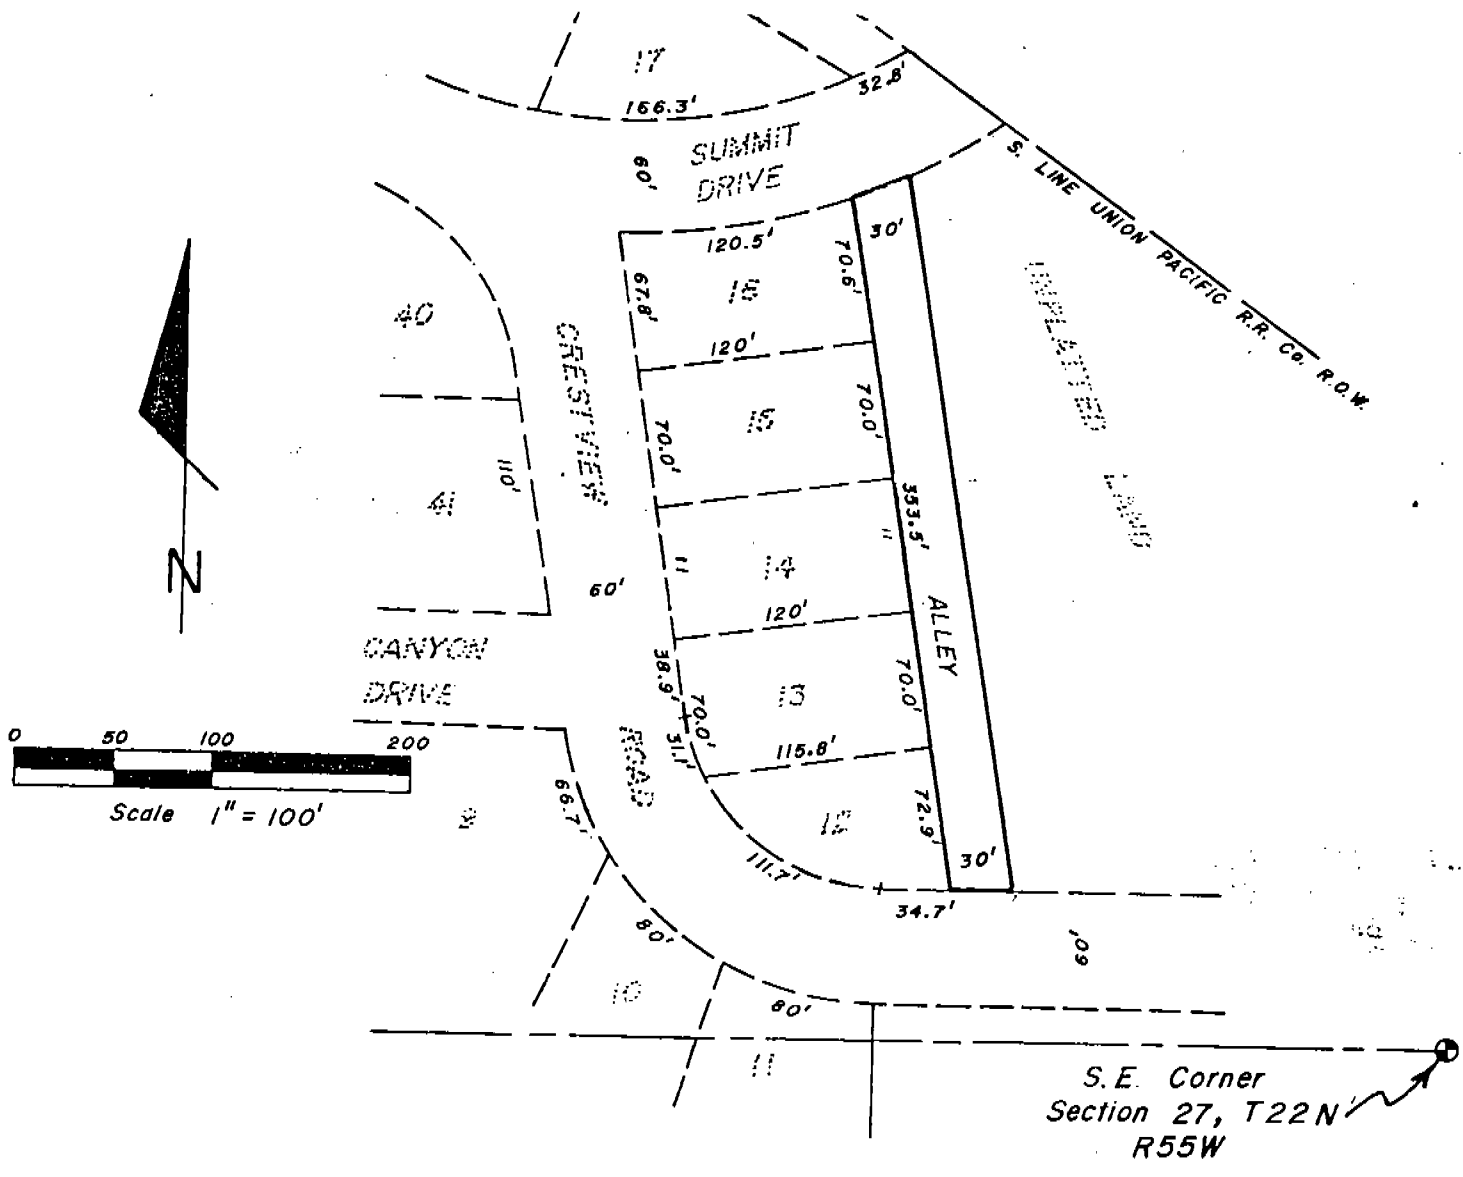 17
166.3'
32.8'
SUMMIT
DRIVE
60'
S. LINE UNION PACIFIC R.R. Co. R.O.W.
120.5'
30'
70.6'
67.8'
16
40
CRESTVIEW
120'
UNPLATTED LAND
15
70.0'
70.0'
110'
41
353.5'
"
"
14
60'
120'
ALLEY
CANYON
DRIVE
38.9'
13
70.0'
70.0'
31.1'
115.8'
ROAD
N
0 50 100 200
Scale 1" = 100'
66.7'
9
12
72.9'
111.7'
30'
34.7'
80'
60'
10
80'
11
S.E. Corner
Section 27, T22N
R55W